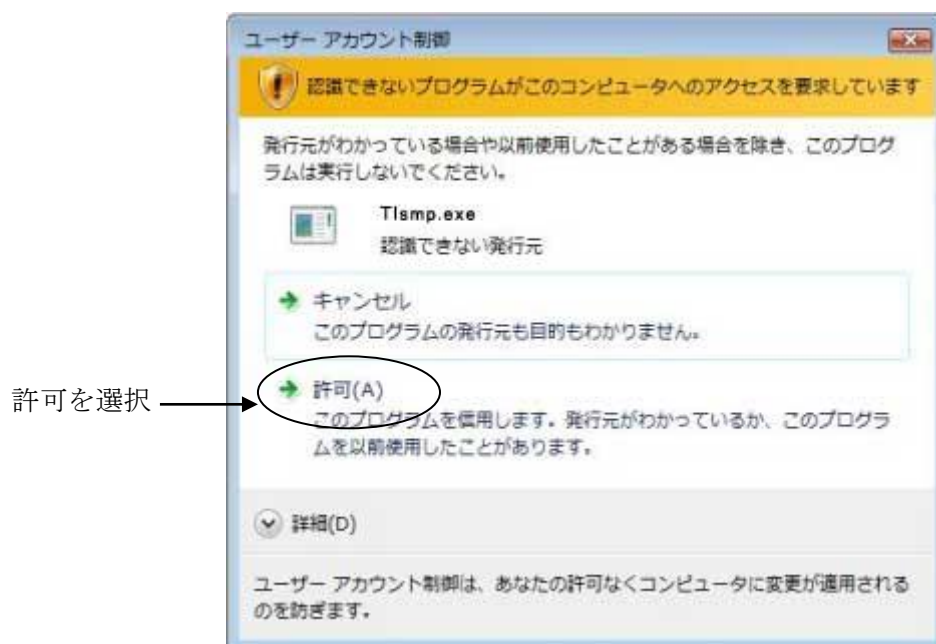 ユーザー アカウント制御
認識できないプログラムがこのコンピュータへのアクセスを要求しています
発行元がわかっている場合や以前使用したことがある場合を除き、このプログ
ラムは実行しないでください。
TIsmp.exe
認識できない発行元
キャンセル
このプログラムの発行元も目的もわかりません。
許可を選択
許可(A)
このプログラムを信用します。発行元がわかっているか、このプログラ
ムを以前使用したことがあります。
詳細(D)
ユーザー アカウント制御は、あなたの許可なくコンピュータに変更が適用される
のを防ぎます。